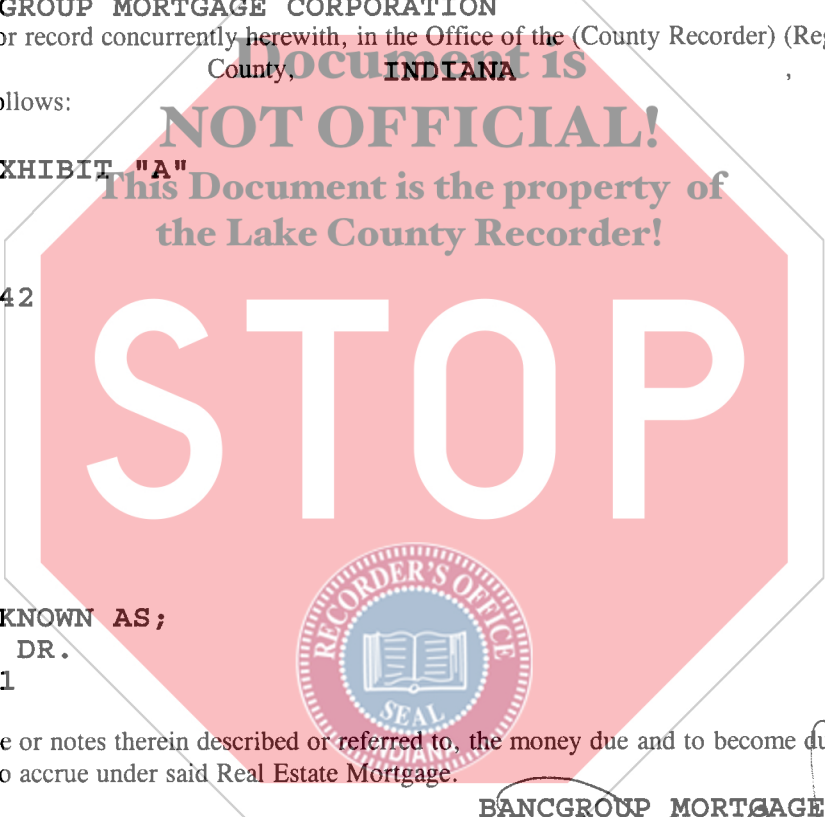 GROUP MORTGAGE CORPORATION
or record concurrently herewith, in the Office of the (County Recorder) (Reg
Document is
County, INDIANA ,
ollows:
NOT OFFICIAL!
XHIBIT "A"
This Document is the property of
the Lake County Recorder!
42
STOP
RECORDER'S OFFICE
KNOWN AS;
DR.
1
SEAL
e or notes therein described or referred to, the money due and to become du
INDIANA
o accrue under said Real Estate Mortgage.
BANCGROUP MORTGAGE